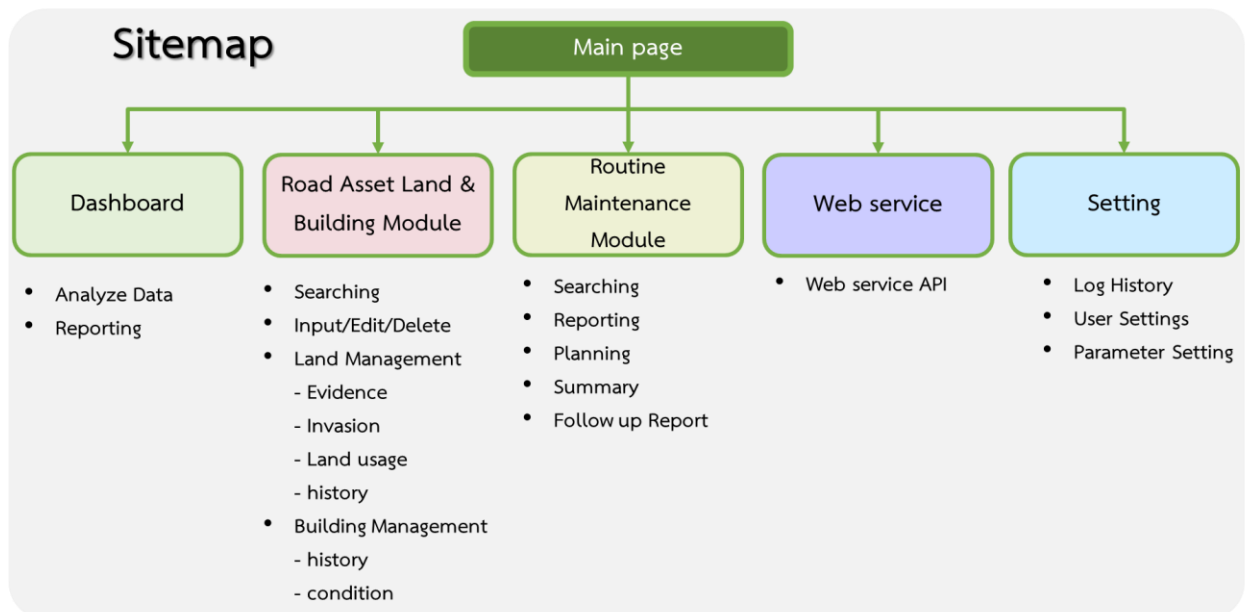 Sitemap
Main page
Dashboard
• Analyze Data
• Reporting
Road Asset Land &
Building Module
• Searching
• Input/Edit/Delete
• Land Management
- Evidence
- Invasion
- Land usage
- history
• Building Management
- history
- condition
Routine
Maintenance
Module
• Searching
• Reporting
• Planning
• Summary
• Follow up Report
Web service
• Web service API
Setting
• Log History
• User Settings
• Parameter Setting